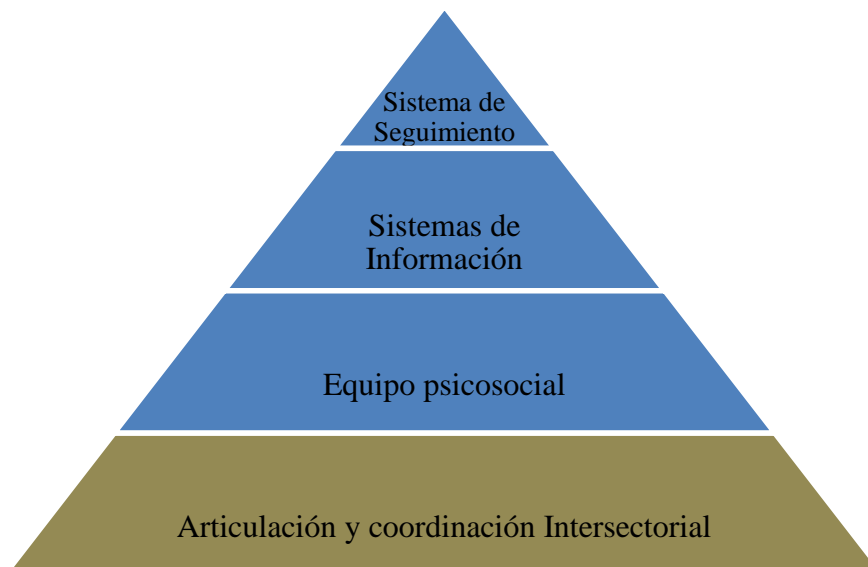 Sistema de
Seguimiento
Sistemas de
Información
Equipo psicosocial
Articulación y coordinación Intersectorial